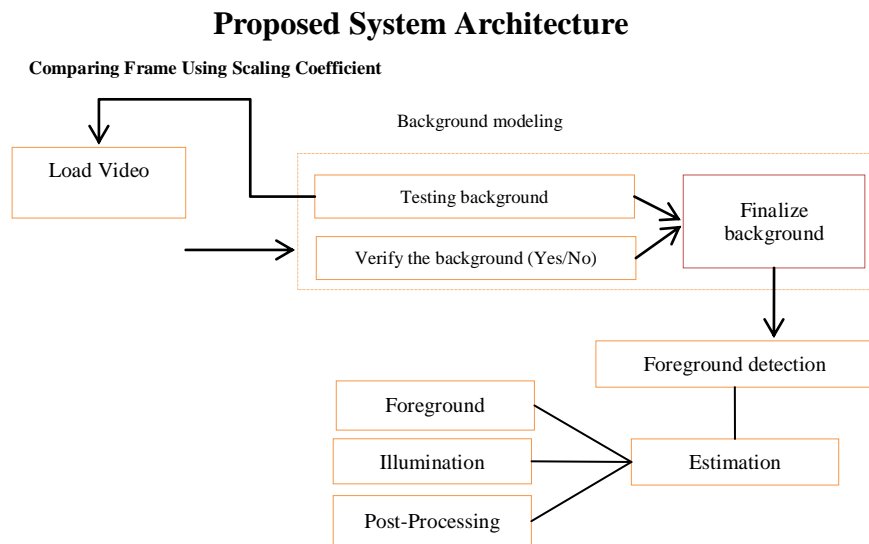 Proposed System Architecture
Comparing Frame Using Scaling Coefficient
Background modeling
Load Video
Testing background
Finalize
background
Verify the background (Yes/No)
Foreground detection
Foreground
Illumination
Estimation
Post-Processing